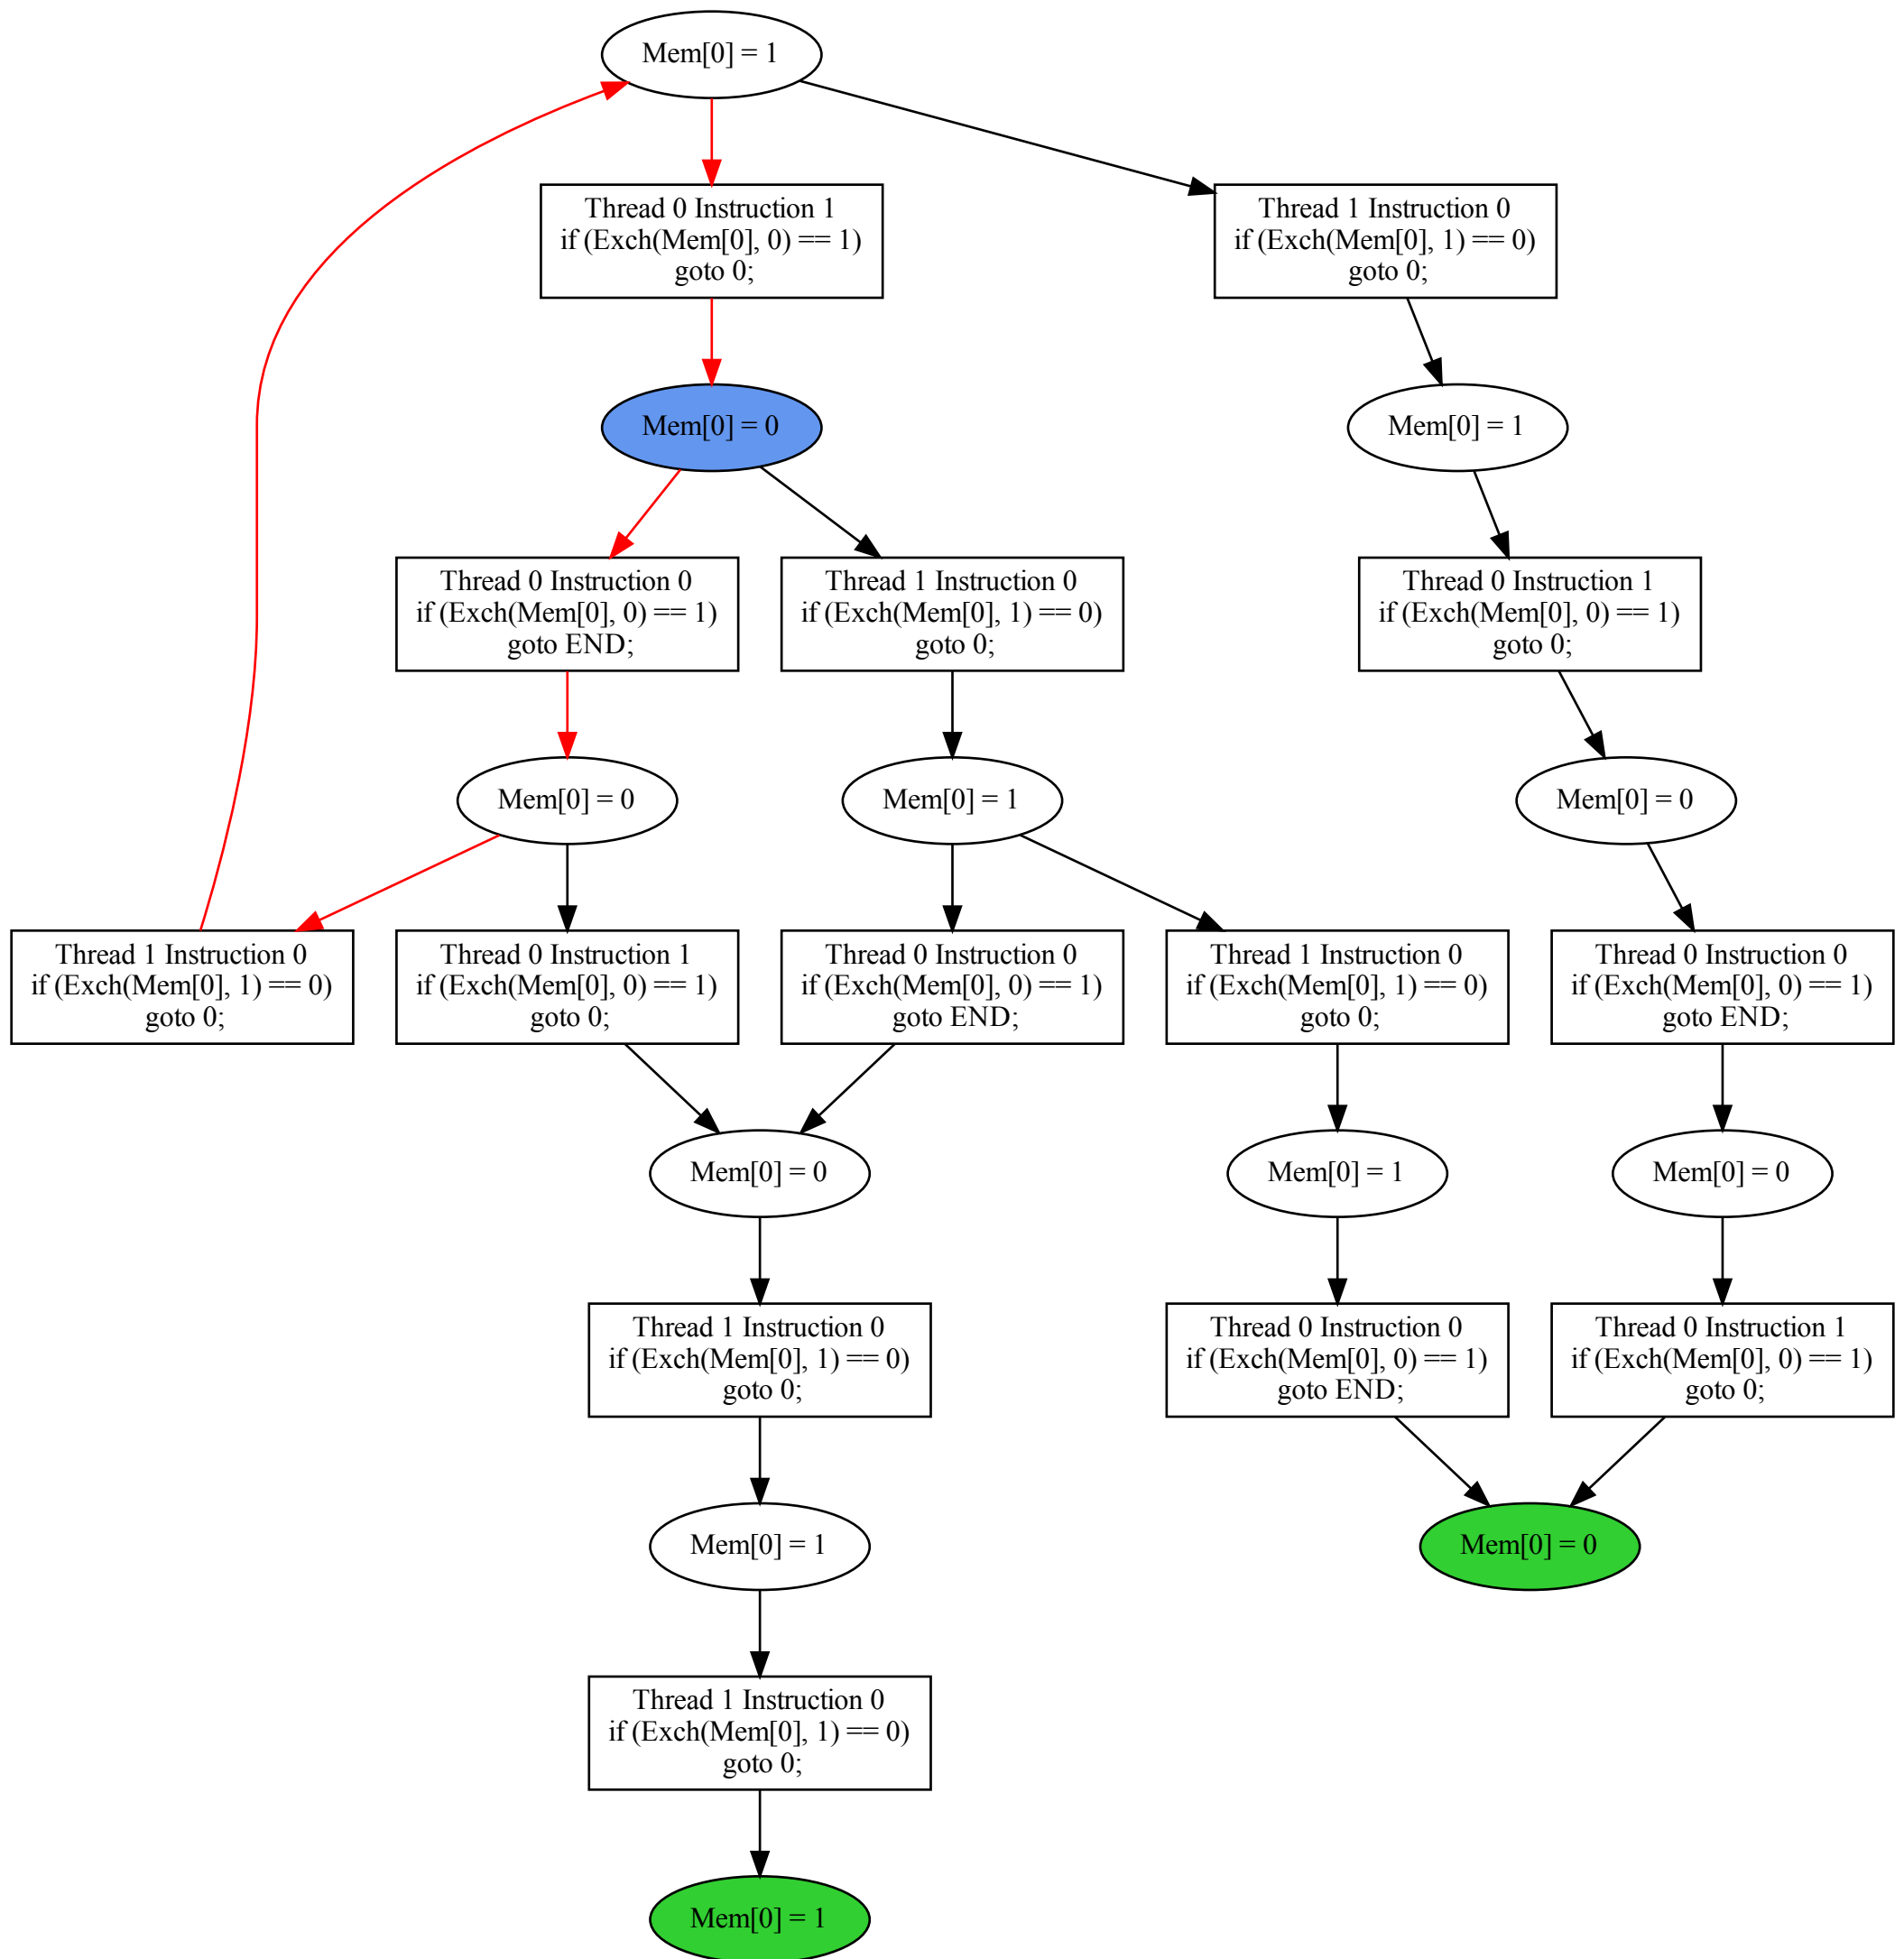 Mem[0] = 1
Thread 0 Instruction 1
if (Exch(Mem[0], 0) == 1)
goto 0;
Thread 1 Instruction 0
if (Exch(Mem[0], 1) == 0)
goto 0;
Mem[0] = 0
Mem[0] = 1
Thread 0 Instruction 0
if (Exch(Mem[0], 0) == 1)
goto END;
Thread 1 Instruction 0
if (Exch(Mem[0], 1) == 0)
goto 0;
Thread 0 Instruction 1
if (Exch(Mem[0], 0) == 1)
goto 0;
Mem[0] = 0
Mem[0] = 1
Mem[0] = 0
Thread 1 Instruction 0
if (Exch(Mem[0], 1) == 0)
goto 0;
Thread 0 Instruction 1
if (Exch(Mem[0], 0) == 1)
goto 0;
Thread 0 Instruction 0
if (Exch(Mem[0], 0) == 1)
goto END;
Thread 1 Instruction 0
if (Exch(Mem[0], 1) == 0)
goto 0;
Thread 0 Instruction 0
if (Exch(Mem[0], 0) == 1)
goto END;
Mem[0] = 0
Mem[0] = 1
Mem[0] = 0
Thread 1 Instruction 0
if (Exch(Mem[0], 1) == 0)
goto 0;
Thread 0 Instruction 0
if (Exch(Mem[0], 0) == 1)
goto END;
Thread 0 Instruction 1
if (Exch(Mem[0], 0) == 1)
goto 0;
Mem[0] = 1
Mem[0] = 0
Thread 1 Instruction 0
if (Exch(Mem[0], 1) == 0)
goto 0;
Mem[0] = 1